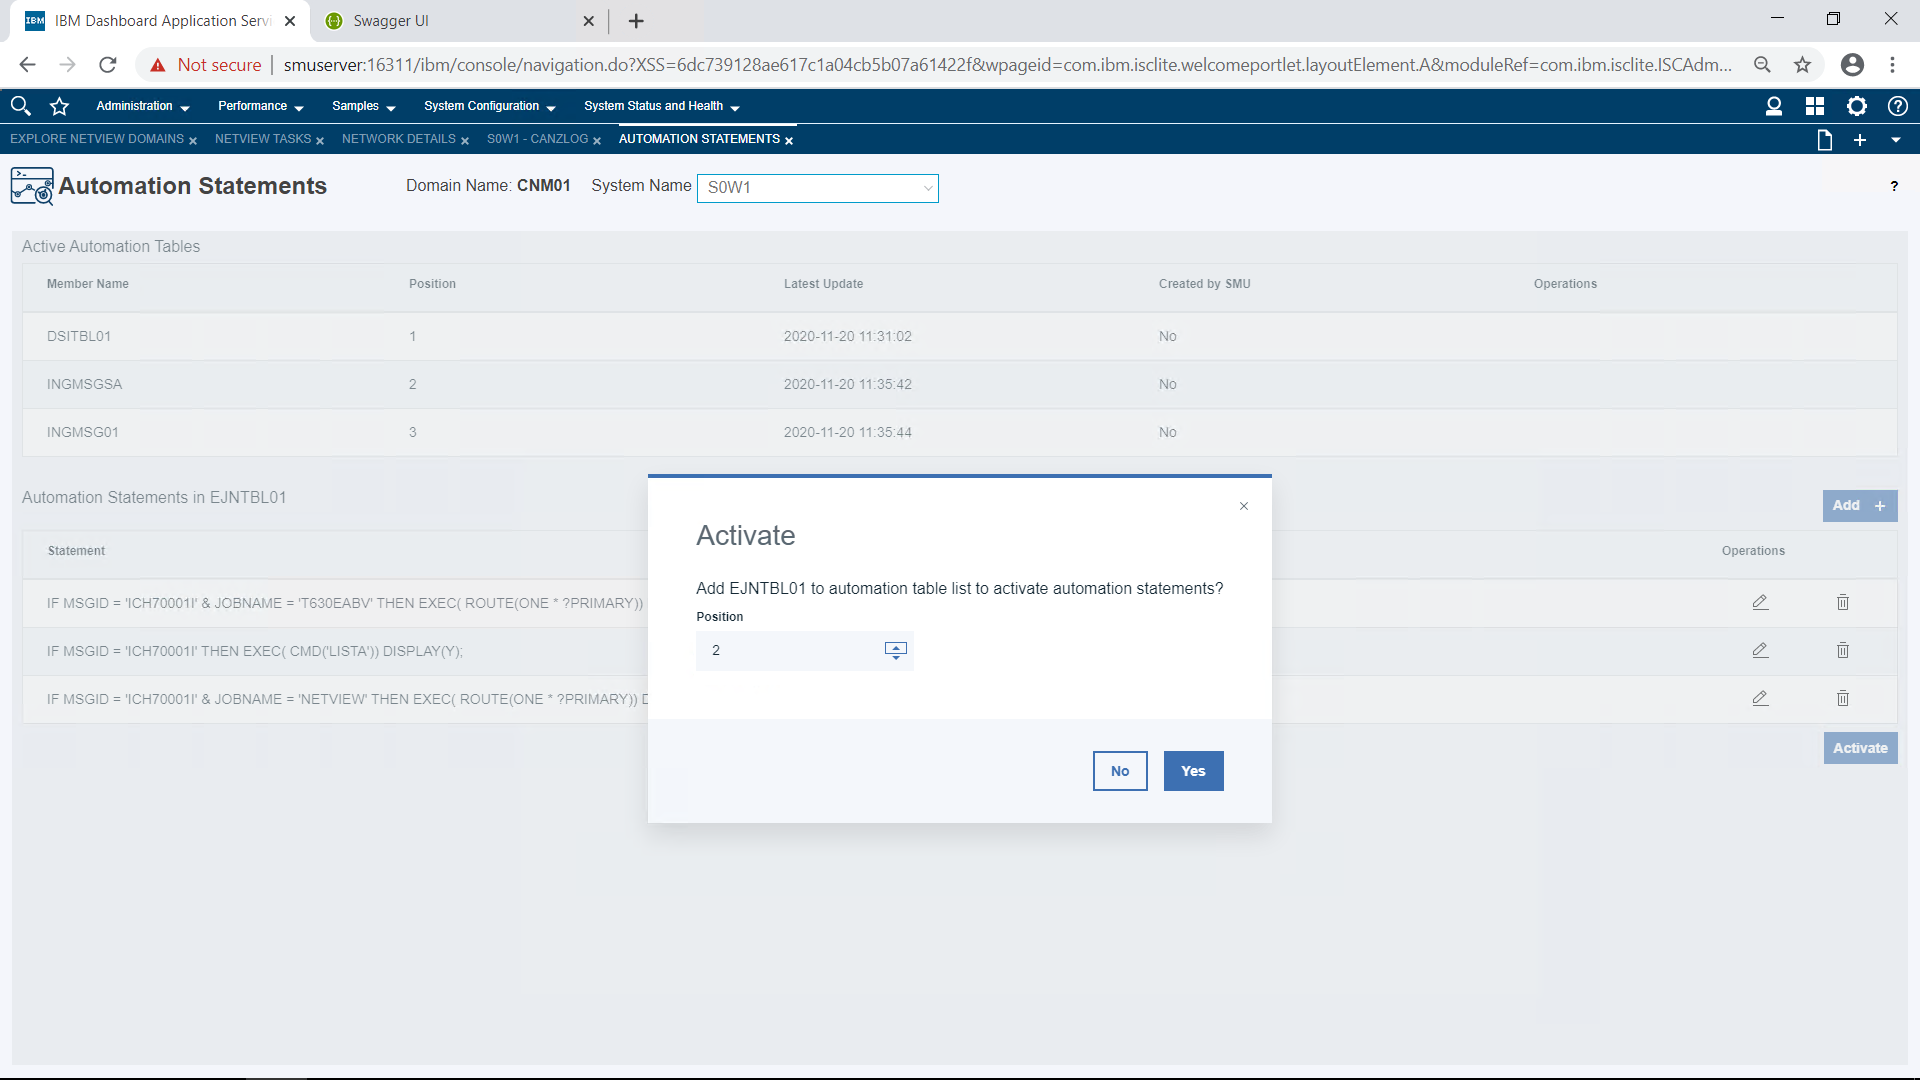 IBM IBM Dashboard Application Servi
Swagger UI
Not secure smuserver:16311/ibm/console/navigation.do?XSS=6dc739128ae617c1a04cb5b07a61422f&wpageid=com.ibm.isclite.welcomeportlet.layoutElement.A&moduleRef=com.ibm.isclite.ISCAdm...
Administration Performance Samples System Configuration System Status and Health
EXPLORE NETVIEW DOMAINS NETVIEW TASKS NETWORK DETAILS S0W1 - CANZLOG AUTOMATION STATEMENTS
Automation Statements Domain Name: CNM01 System Name S0W1 ?
Active Automation Tables
Member Name Position Latest Update Created by SMU Operations
DSITBL01 1 2020-11-20 11:31:02 No
INGMSGSA 2 2020-11-20 11:35:42 No
INGMSG01 3 2020-11-20 11:35:44 No
Automation Statements in EJNTBL01
Add +
Statement Operations
IF MSGID = 'ICH70001I' & JOBNAME = 'T630EABV' THEN EXEC( ROUTE(ONE * ?PRIMARY))
IF MSGID = 'ICH70001I' THEN EXEC( CMD('LISTA')) DISPLAY(Y);
IF MSGID = 'ICH70001I' & JOBNAME = 'NETVIEW' THEN EXEC( ROUTE(ONE * ?PRIMARY)) D
Activate
Activate
Add EJNTBL01 to automation table list to activate automation statements?
Position
2
No Yes